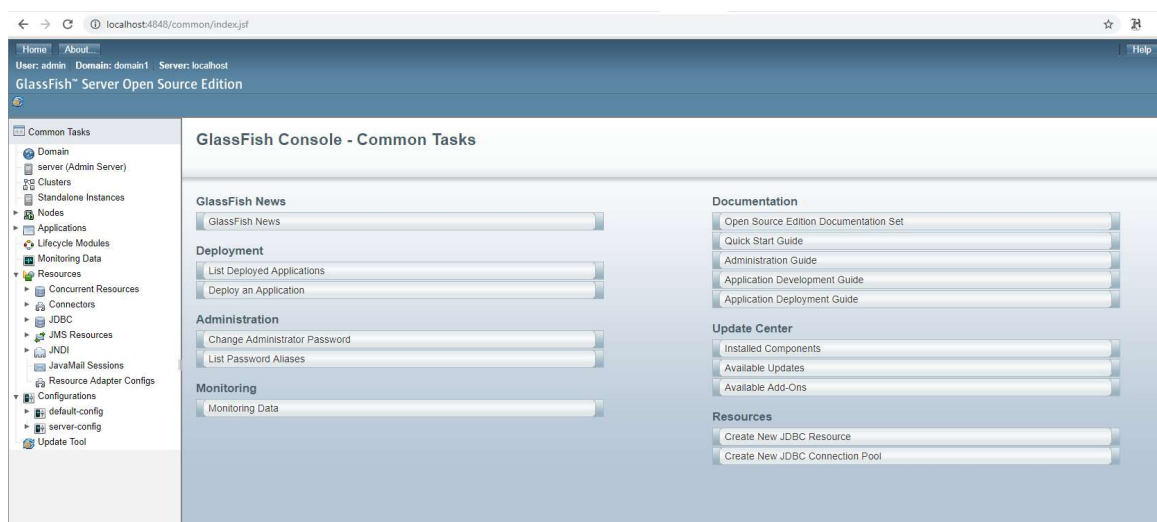 localhost:4848/common/index.jsf
Home About... Help
User: admin Domain: domain1 Server: localhost
GlassFish™ Server Open Source Edition
Common Tasks
Domain
server (Admin Server)
Clusters
Standalone Instances
Nodes
Applications
Lifecycle Modules
Monitoring Data
Resources
Concurrent Resources
Connectors
JDBC
JMS Resources
JNDI
JavaMail Sessions
Resource Adapter Configs
Configurations
default-config
server-config
Update Tool
GlassFish Console - Common Tasks
GlassFish News
GlassFish News
Deployment
List Deployed Applications
Deploy an Application
Administration
Change Administrator Password
List Password Aliases
Monitoring
Monitoring Data
Documentation
Open Source Edition Documentation Set
Quick Start Guide
Administration Guide
Application Development Guide
Application Deployment Guide
Update Center
Installed Components
Available Updates
Available Add-Ons
Resources
Create New JDBC Resource
Create New JDBC Connection Pool